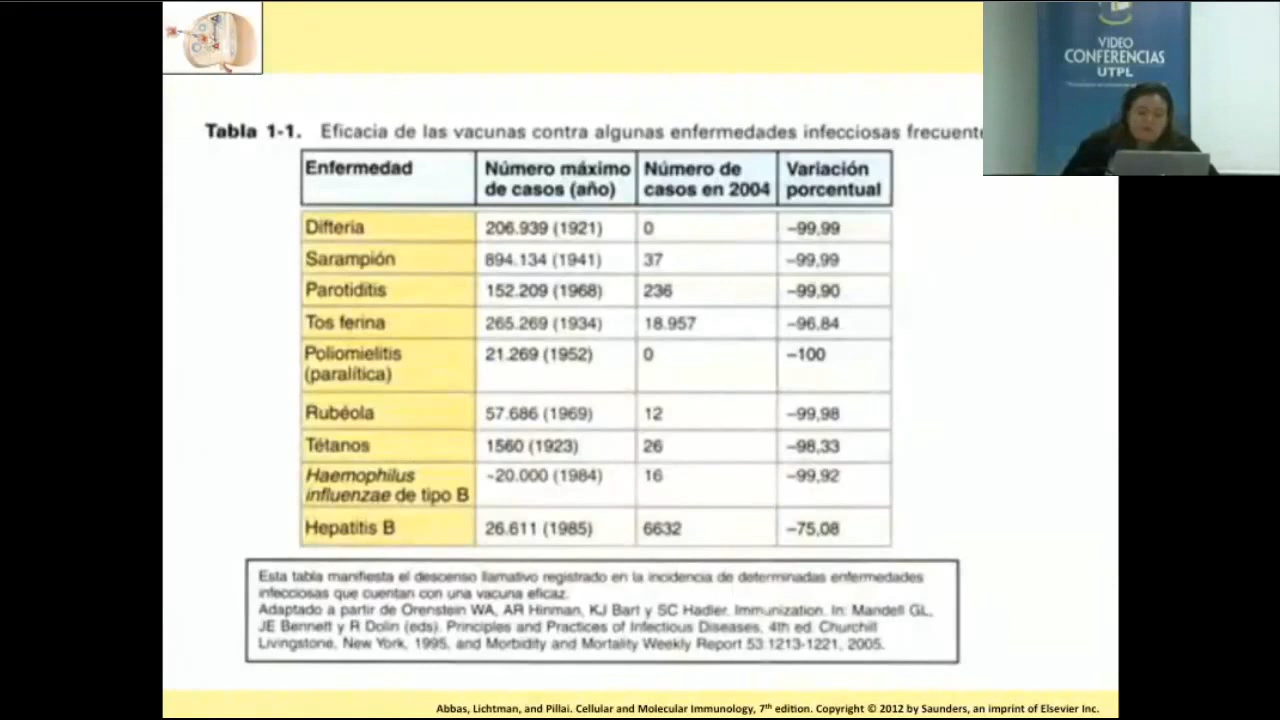 VIDEO
CONFERENCIAS
UTPL
Tabla 1-1. Eficacia de las vacunas contra algunas enfermedades infecciosas
Enfermedad Número máximo de casos (año) Número de casos en 2004 Variación porcentual
Difteria 206.939 (1921) 0 –99,99
Sarampión 894.134 (1941) 37 –99,99
Parotiditis 152.209 (1968) 236 –99,90
Tos ferina 265.269 (1934) 18.957 –96,84
Poliomielitis (paralítica) 21.269 (1952) 0 –100
Rubéola 57.686 (1969) 12 –99,98
Tétanos 1560 (1923) 26 –98,33
Haemophilus influenzae de tipo B ~20.000 (1984) 16 –99,92
Hepatitis B 26.611 (1985) 6632 –75,08
Esta tabla manifiesta el descenso llamativo registrado en la incidencia de determinadas enfermedades
infecciosas que cuentan con una vacuna eficaz.
Adaptado a partir de Orenstein WA, AR Hinman, KJ Bart y SC Hadler. Immunization. In: Mandell GL,
JE Bennett y R Dolin (eds). Principles and Practices of Infectious Diseases, 4th ed. Churchill
Livingstone, New York, 1995, and Morbidity and Mortality Weekly Report 53:1213-1221, 2005.
Abbas, Lichtman, and Pillai. Cellular and Molecular Immunology, 7th edition. Copyright © 2012 by Saunders, an imprint of Elsevier Inc.